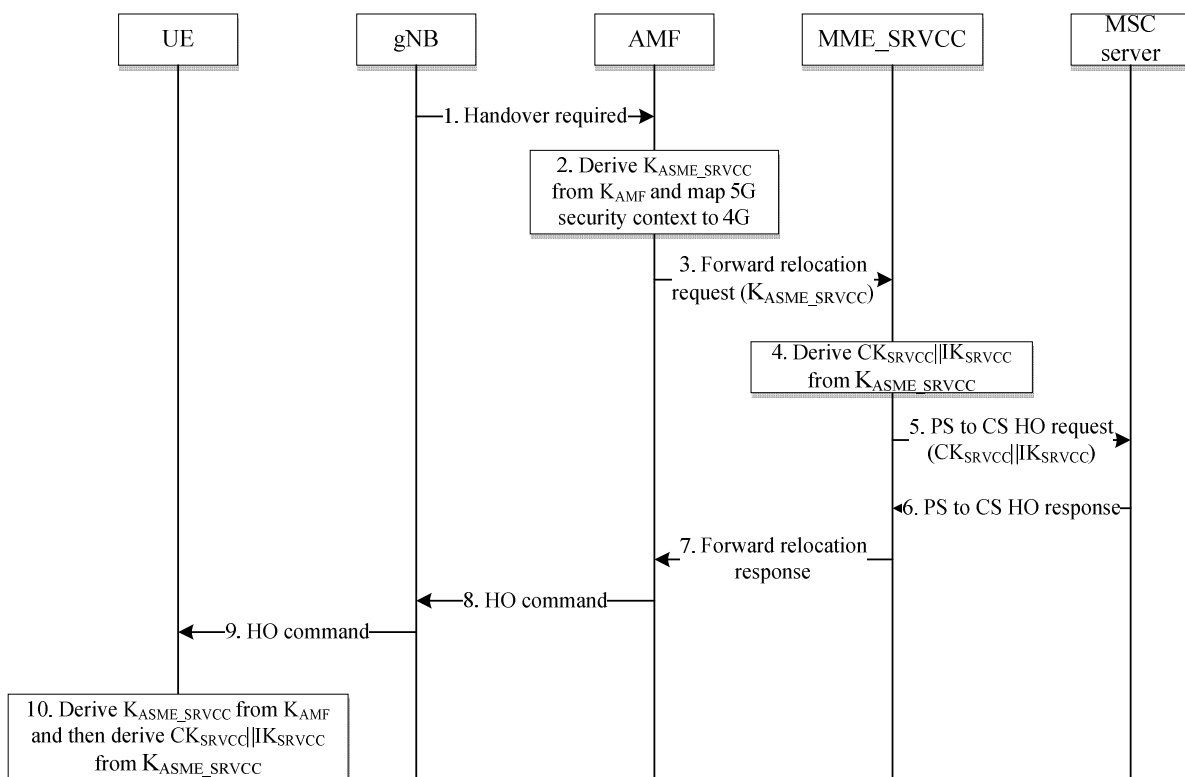 UE
gNB
AMF
MME_SRVCC
MSC
server
1. Handover required
2. Derive KASME_SRVCC
from KAMF and map 5G
security context to 4G
3. Forward relocation
request (KASME_SRVCC)
4. Derive CKSRVCC||IKSRVCC
from KASME_SRVCC
5. PS to CS HO request
(CKSRVCC||IKSRVCC)
6. PS to CS HO response
7. Forward relocation
response
8. HO command
9. HO command
10. Derive KASME_SRVCC from KAMF
and then derive CKSRVCC||IKSRVCC
from KASME_SRVCC